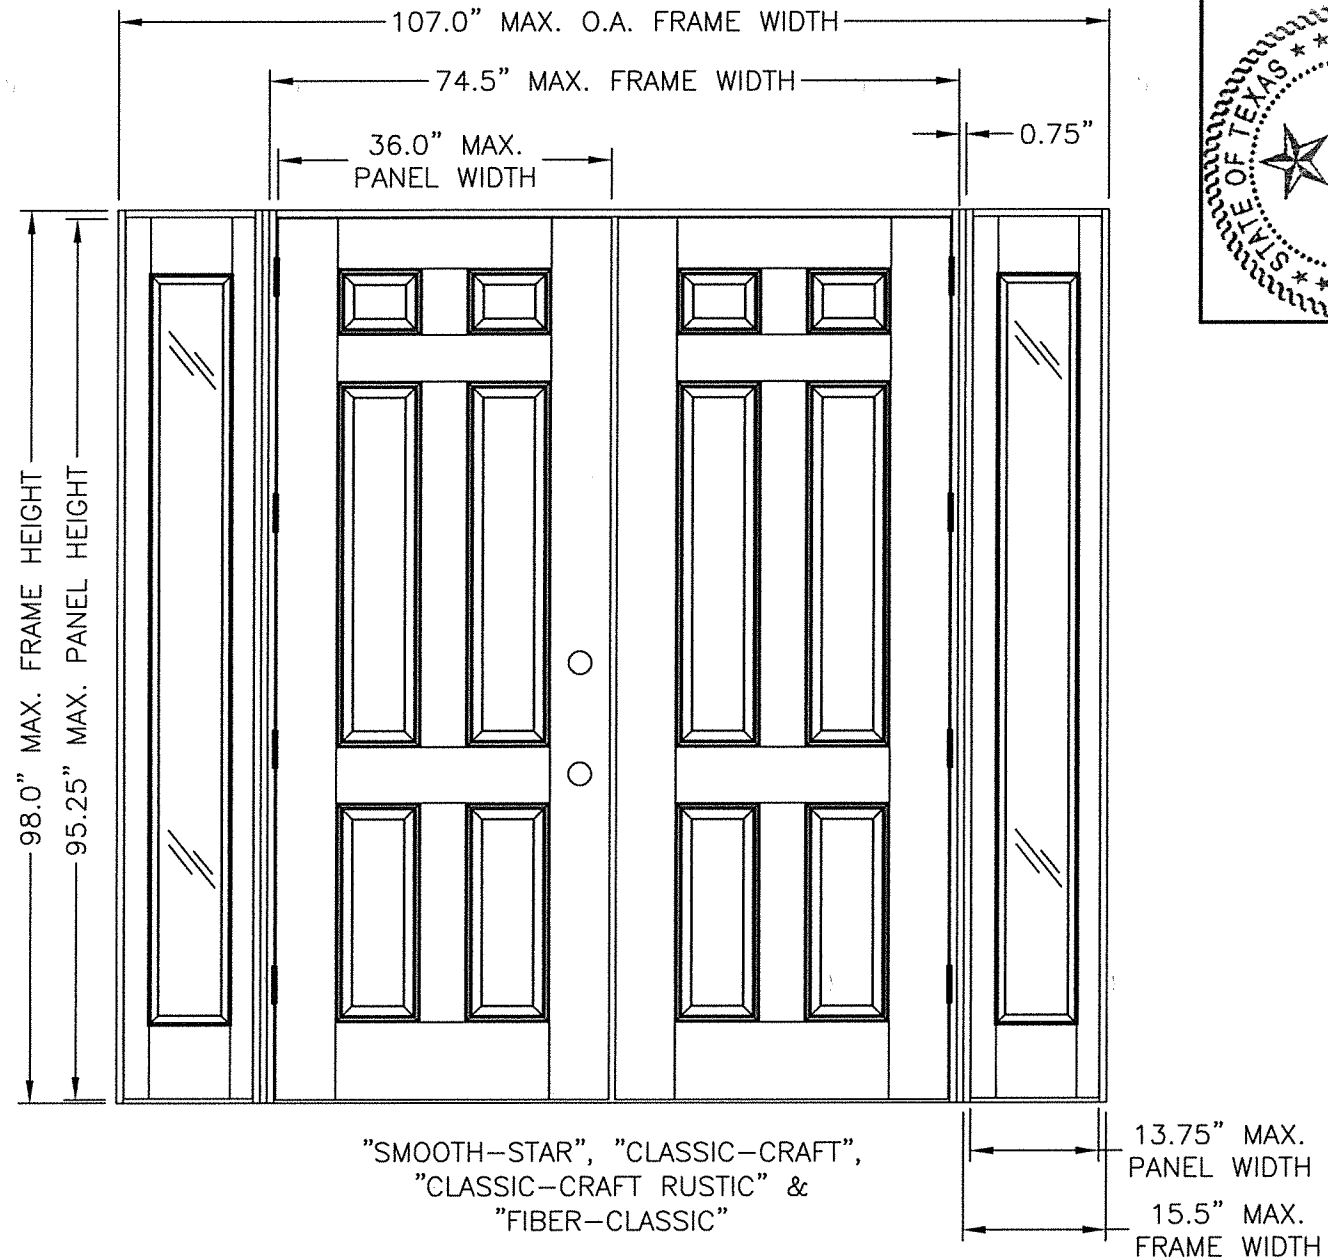 107.0" MAX. O.A. FRAME WIDTH
74.5" MAX. FRAME WIDTH
0.75"
36.0" MAX.
PANEL WIDTH
STATE OF TEXAS
98.0" MAX. FRAME HEIGHT
95.25" MAX. PANEL HEIGHT
"SMOOTH-STAR", "CLASSIC-CRAFT",
"CLASSIC-CRAFT RUSTIC" &
"FIBER-CLASSIC"
13.75" MAX.
PANEL WIDTH
15.5" MAX.
FRAME WIDTH